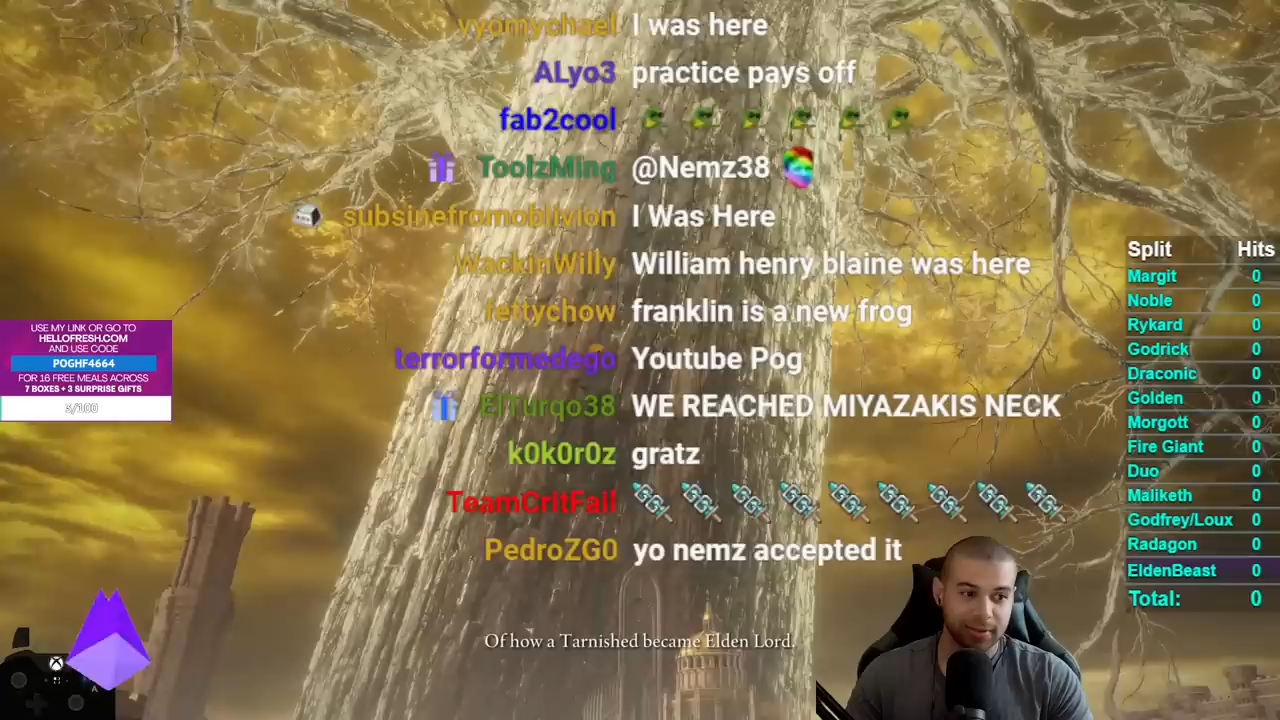 vyomychael I was here
ALyo3 practice pays off
fab2cool
ToolzMing @Nemz38
subsinefromoblivion I Was Here
WackinWilly William henry blaine was here
fettychow franklin is a new frog
terrorformedego Youtube Pog
ElTurqo38 WE REACHED MIYAZAKIS NECK
k0k0r0z gratz
TeamCrItFail
PedroZG0 yo nemz accepted it
USE MY LINK OR GO TO
HELLOFRESH.COM
AND USE CODE
POGHF4664
FOR 16 FREE MEALS ACROSS
7 BOXES + 3 SURPRISE GIFTS
Split Hits
Margit 0
Noble 0
Rykard 0
Godrick 0
Draconic 0
Golden 0
Morgott 0
Fire Giant 0
Duo 0
Maliketh 0
Godfrey/Loux 0
Radagon 0
EldenBeast 0
Total: 0
Of how a Tarnished became Elden Lord.
A